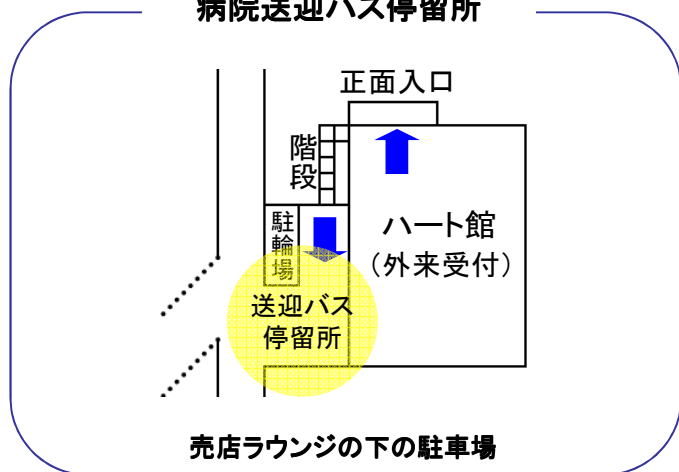 病院送迎バス停留所
正面入口
階段
駐輪場
ハート館
（外来受付）
送迎バス
停留所
売店ラウンジの下の駐車場